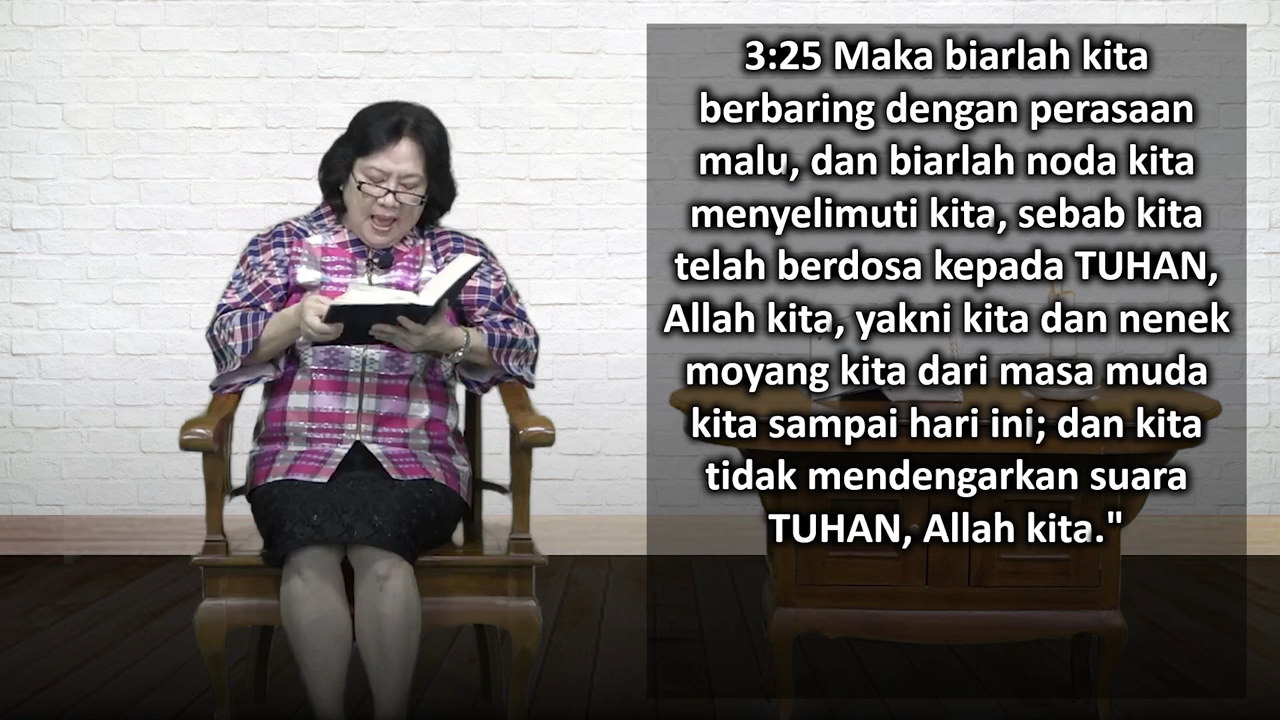 3:25 Maka biarlah kita
berbaring dengan perasaan
malu, dan biarlah noda kita
menyelimuti kita, sebab kita
telah berdosa kepada TUHAN,
Allah kita, yakni kita dan nenek
moyang kita dari masa muda
kita sampai hari ini; dan kita
tidak mendengarkan suara
TUHAN, Allah kita."